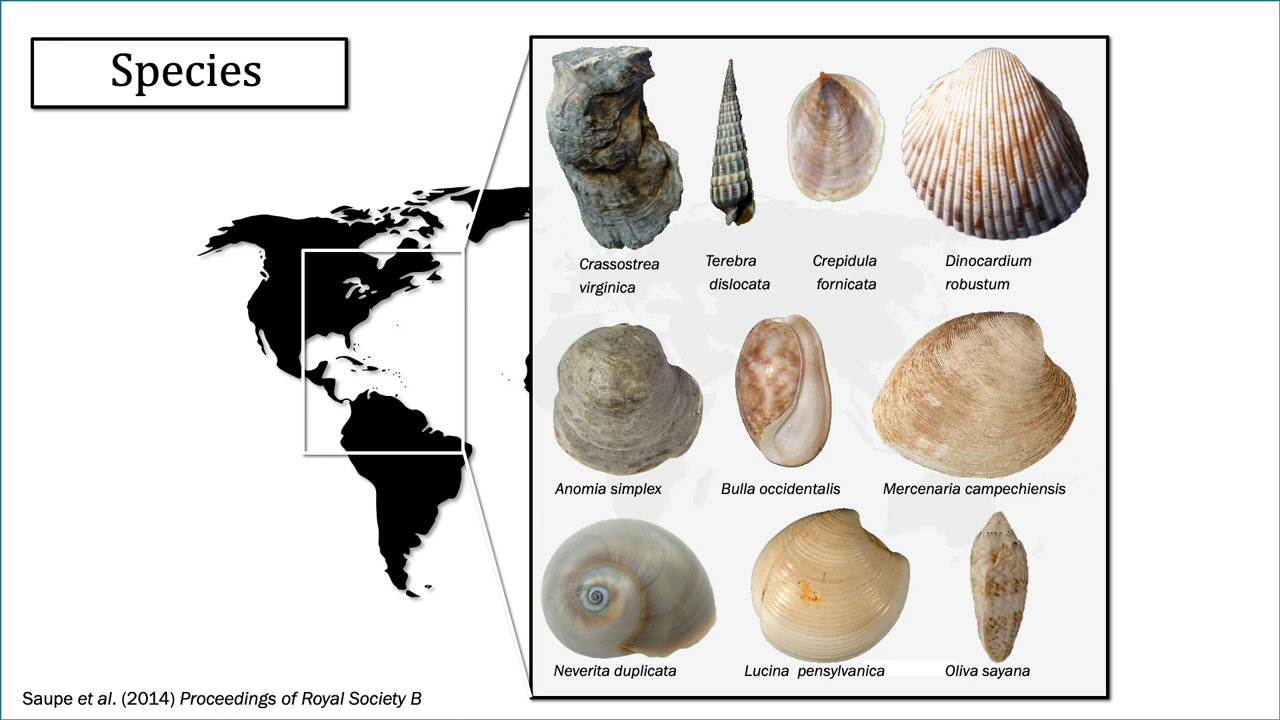 Species
Crassostrea
virginica
Terebra
dislocata
Crepidula
fornicata
Dinocardium
robustum
Anomia simplex
Bulla occidentalis
Mercenaria campechiensis
Neverita duplicata
Lucina pensylvanica
Oliva sayana
Saupe et al. (2014) Proceedings of Royal Society B